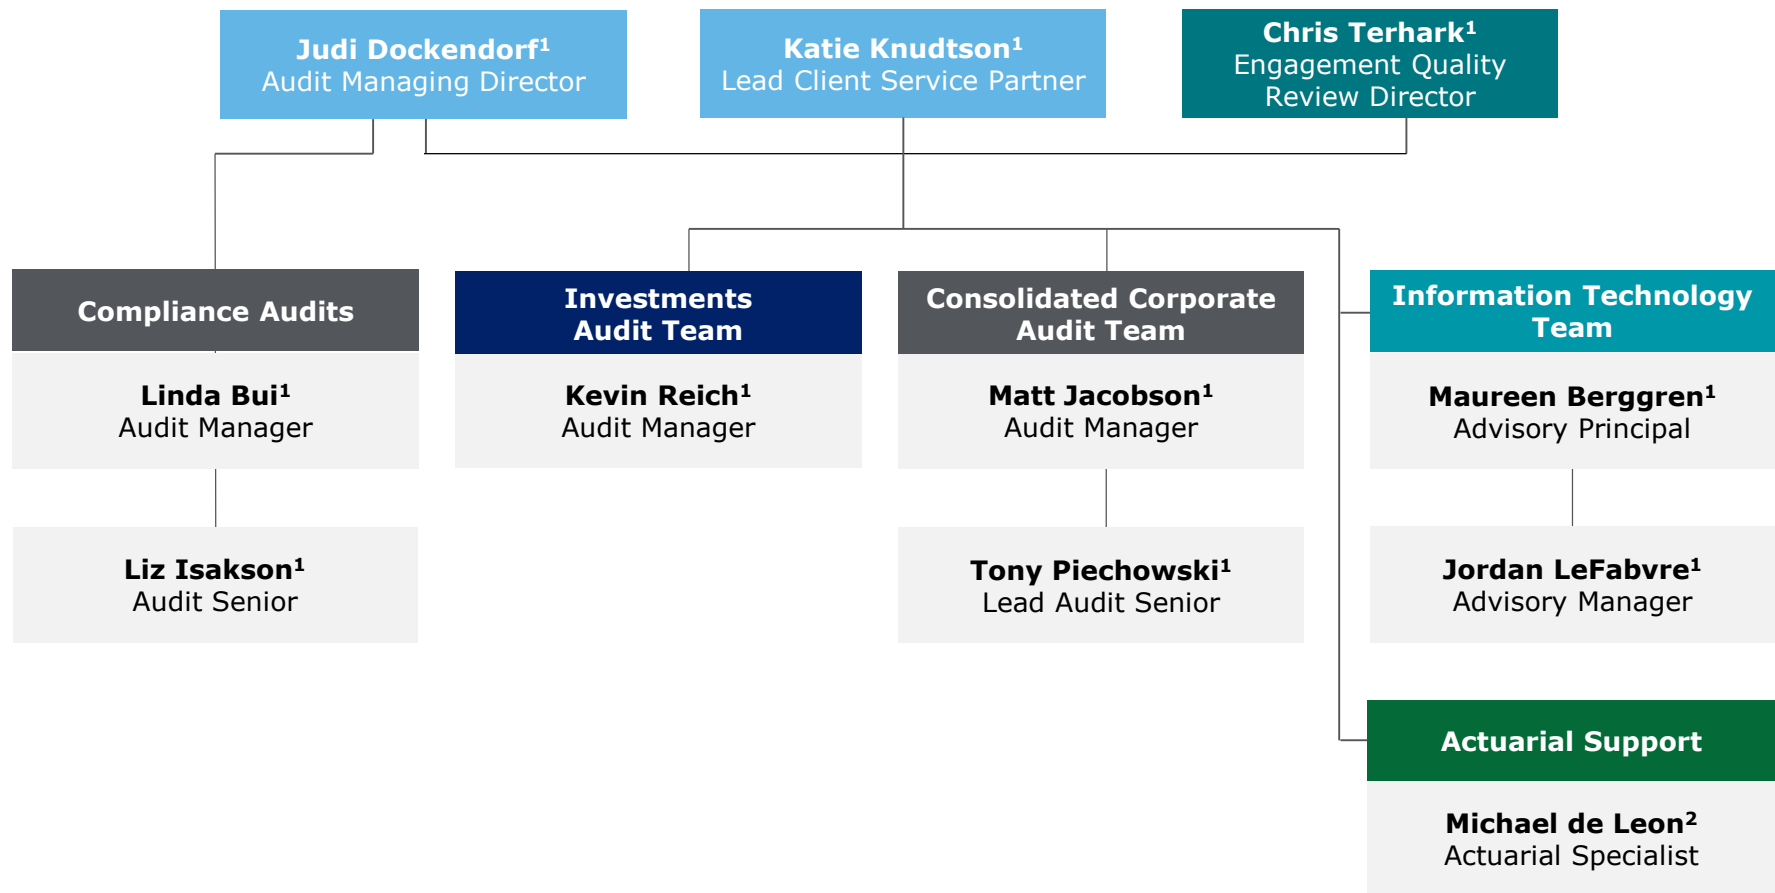 Judi Dockendorf¹
Audit Managing Director
Katie Knudtson¹
Lead Client Service Partner
Chris Terhark¹
Engagement Quality
Review Director
Compliance Audits
Linda Bui¹
Audit Manager
Liz Isakson¹
Audit Senior
Investments
Audit Team
Kevin Reich¹
Audit Manager
Consolidated Corporate
Audit Team
Matt Jacobson¹
Audit Manager
Tony Piechowski¹
Lead Audit Senior
Information Technology
Team
Maureen Berggren¹
Advisory Principal
Jordan LeFabvre¹
Advisory Manager
Actuarial Support
Michael de Leon²
Actuarial Specialist